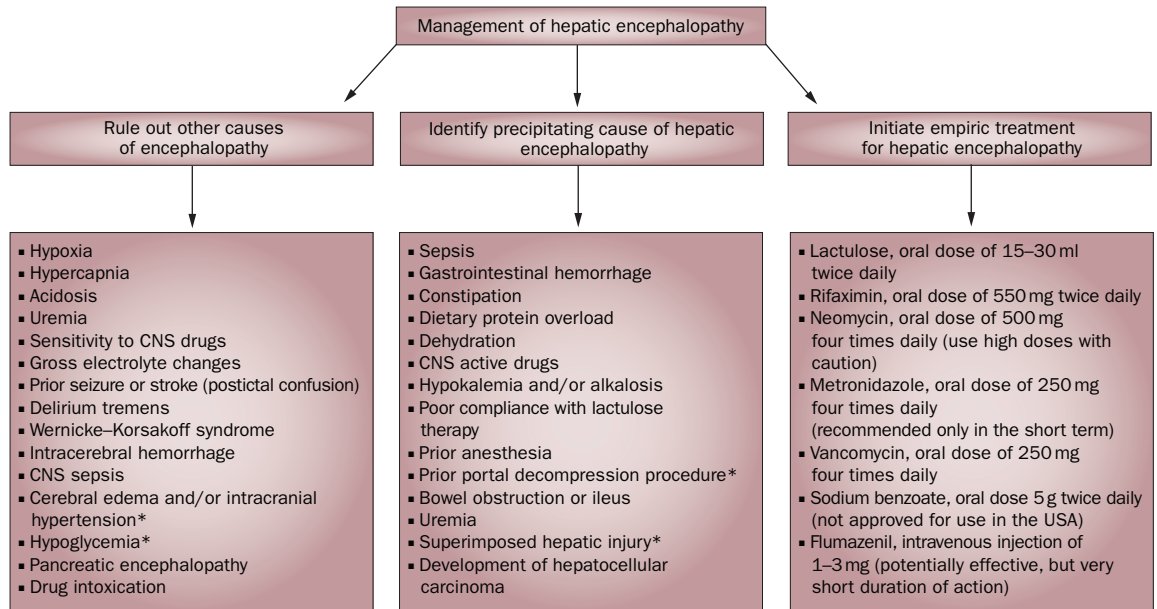 Management of hepatic encephalopathy
Rule out other causes
of encephalopathy
Identify precipitating cause of hepatic
encephalopathy
Initiate empiric treatment
for hepatic encephalopathy
▪ Hypoxia
▪ Hypercapnia
▪ Acidosis
▪ Uremia
▪ Sensitivity to CNS drugs
▪ Gross electrolyte changes
▪ Prior seizure or stroke (postictal confusion)
▪ Delirium tremens
▪ Wernicke–Korsakoff syndrome
▪ Intracerebral hemorrhage
▪ CNS sepsis
▪ Cerebral edema and/or intracranial
hypertension*
▪ Hypoglycemia*
▪ Pancreatic encephalopathy
▪ Drug intoxication
▪ Sepsis
▪ Gastrointestinal hemorrhage
▪ Constipation
▪ Dietary protein overload
▪ Dehydration
▪ CNS active drugs
▪ Hypokalemia and/or alkalosis
▪ Poor compliance with lactulose
therapy
▪ Prior anesthesia
▪ Prior portal decompression procedure*
▪ Bowel obstruction or ileus
▪ Uremia
▪ Superimposed hepatic injury*
▪ Development of hepatocellular
carcinoma
▪ Lactulose, oral dose of 15–30 ml
twice daily
▪ Rifaximin, oral dose of 550 mg twice daily
▪ Neomycin, oral dose of 500 mg
four times daily (use high doses with
caution)
▪ Metronidazole, oral dose of 250 mg
four times daily
(recommended only in the short term)
▪ Vancomycin, oral dose of 250 mg
four times daily
▪ Sodium benzoate, oral dose 5 g twice daily
(not approved for use in the USA)
▪ Flumazenil, intravenous injection of
1–3 mg (potentially effective, but very
short duration of action)